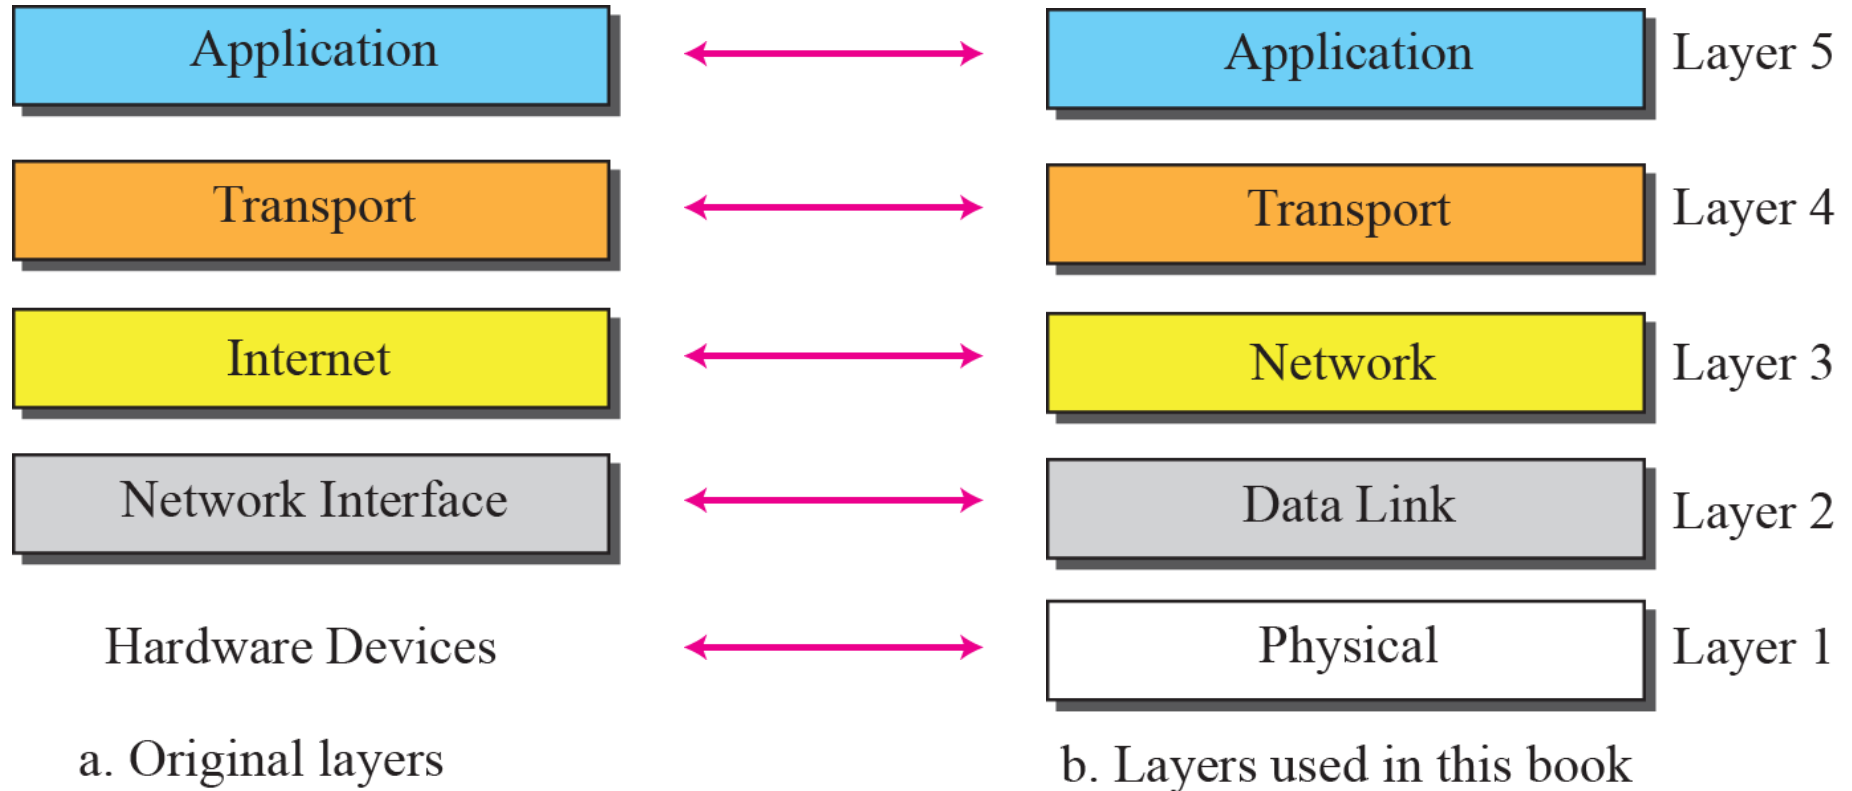 Application
Application
Layer 5
Transport
Transport
Layer 4
Internet
Network
Layer 3
Network Interface
Data Link
Layer 2
Hardware Devices
Physical
Layer 1
a. Original layers
b. Layers used in this book